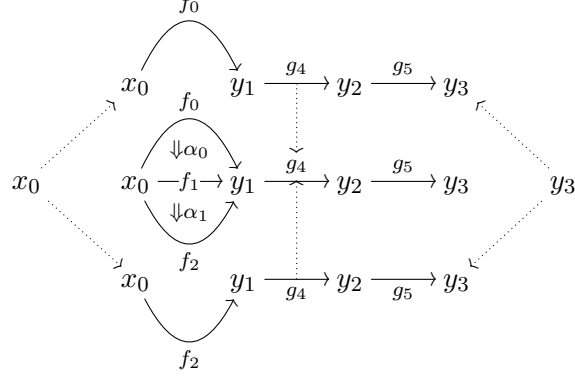 f₀
g₄ g₅
x₀ y₁ y₂ y₃
f₀
⇓α₀ g₄ g₅
x₀ x₀ f₁ y₁ y₂ y₃ y₃
⇓α₁
f₂
x₀ y₁ y₂ y₃
g₄ g₅
f₂